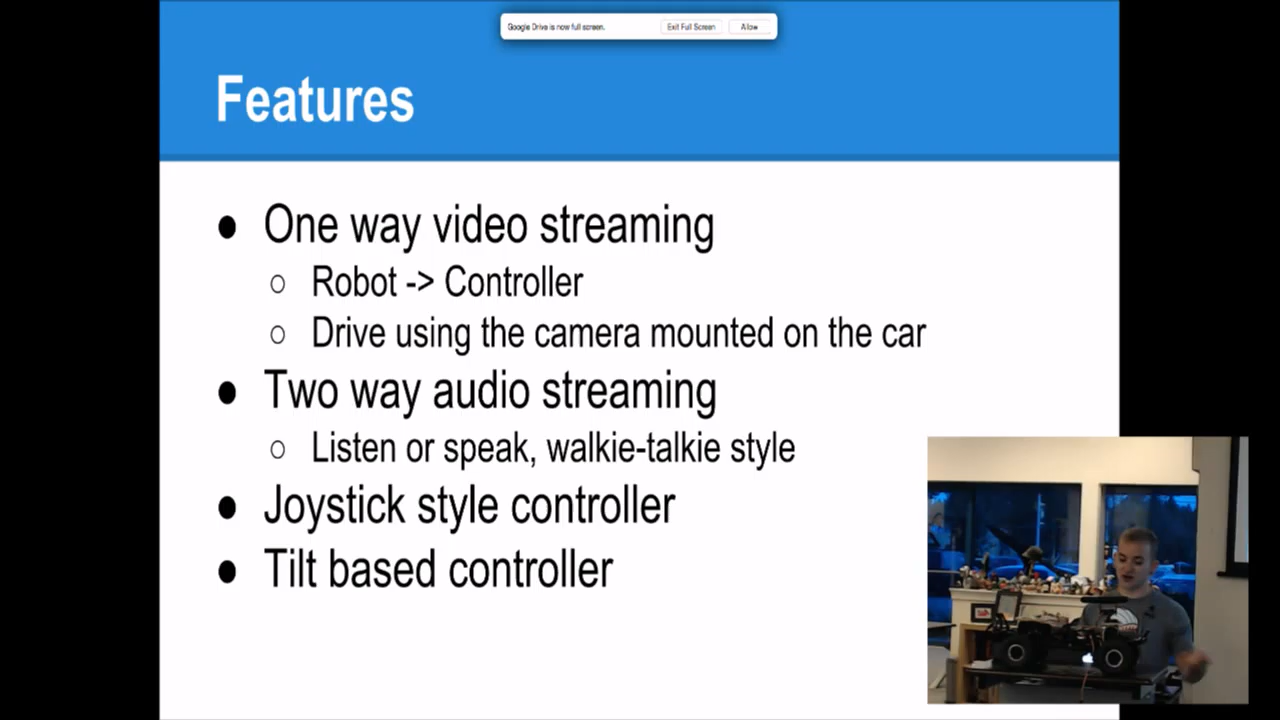 Google Drive is now full screen. Exit Full Screen Allow
Features
● One way video streaming
○ Robot -> Controller
○ Drive using the camera mounted on the car
● Two way audio streaming
○ Listen or speak, walkie-talkie style
● Joystick style controller
● Tilt based controller